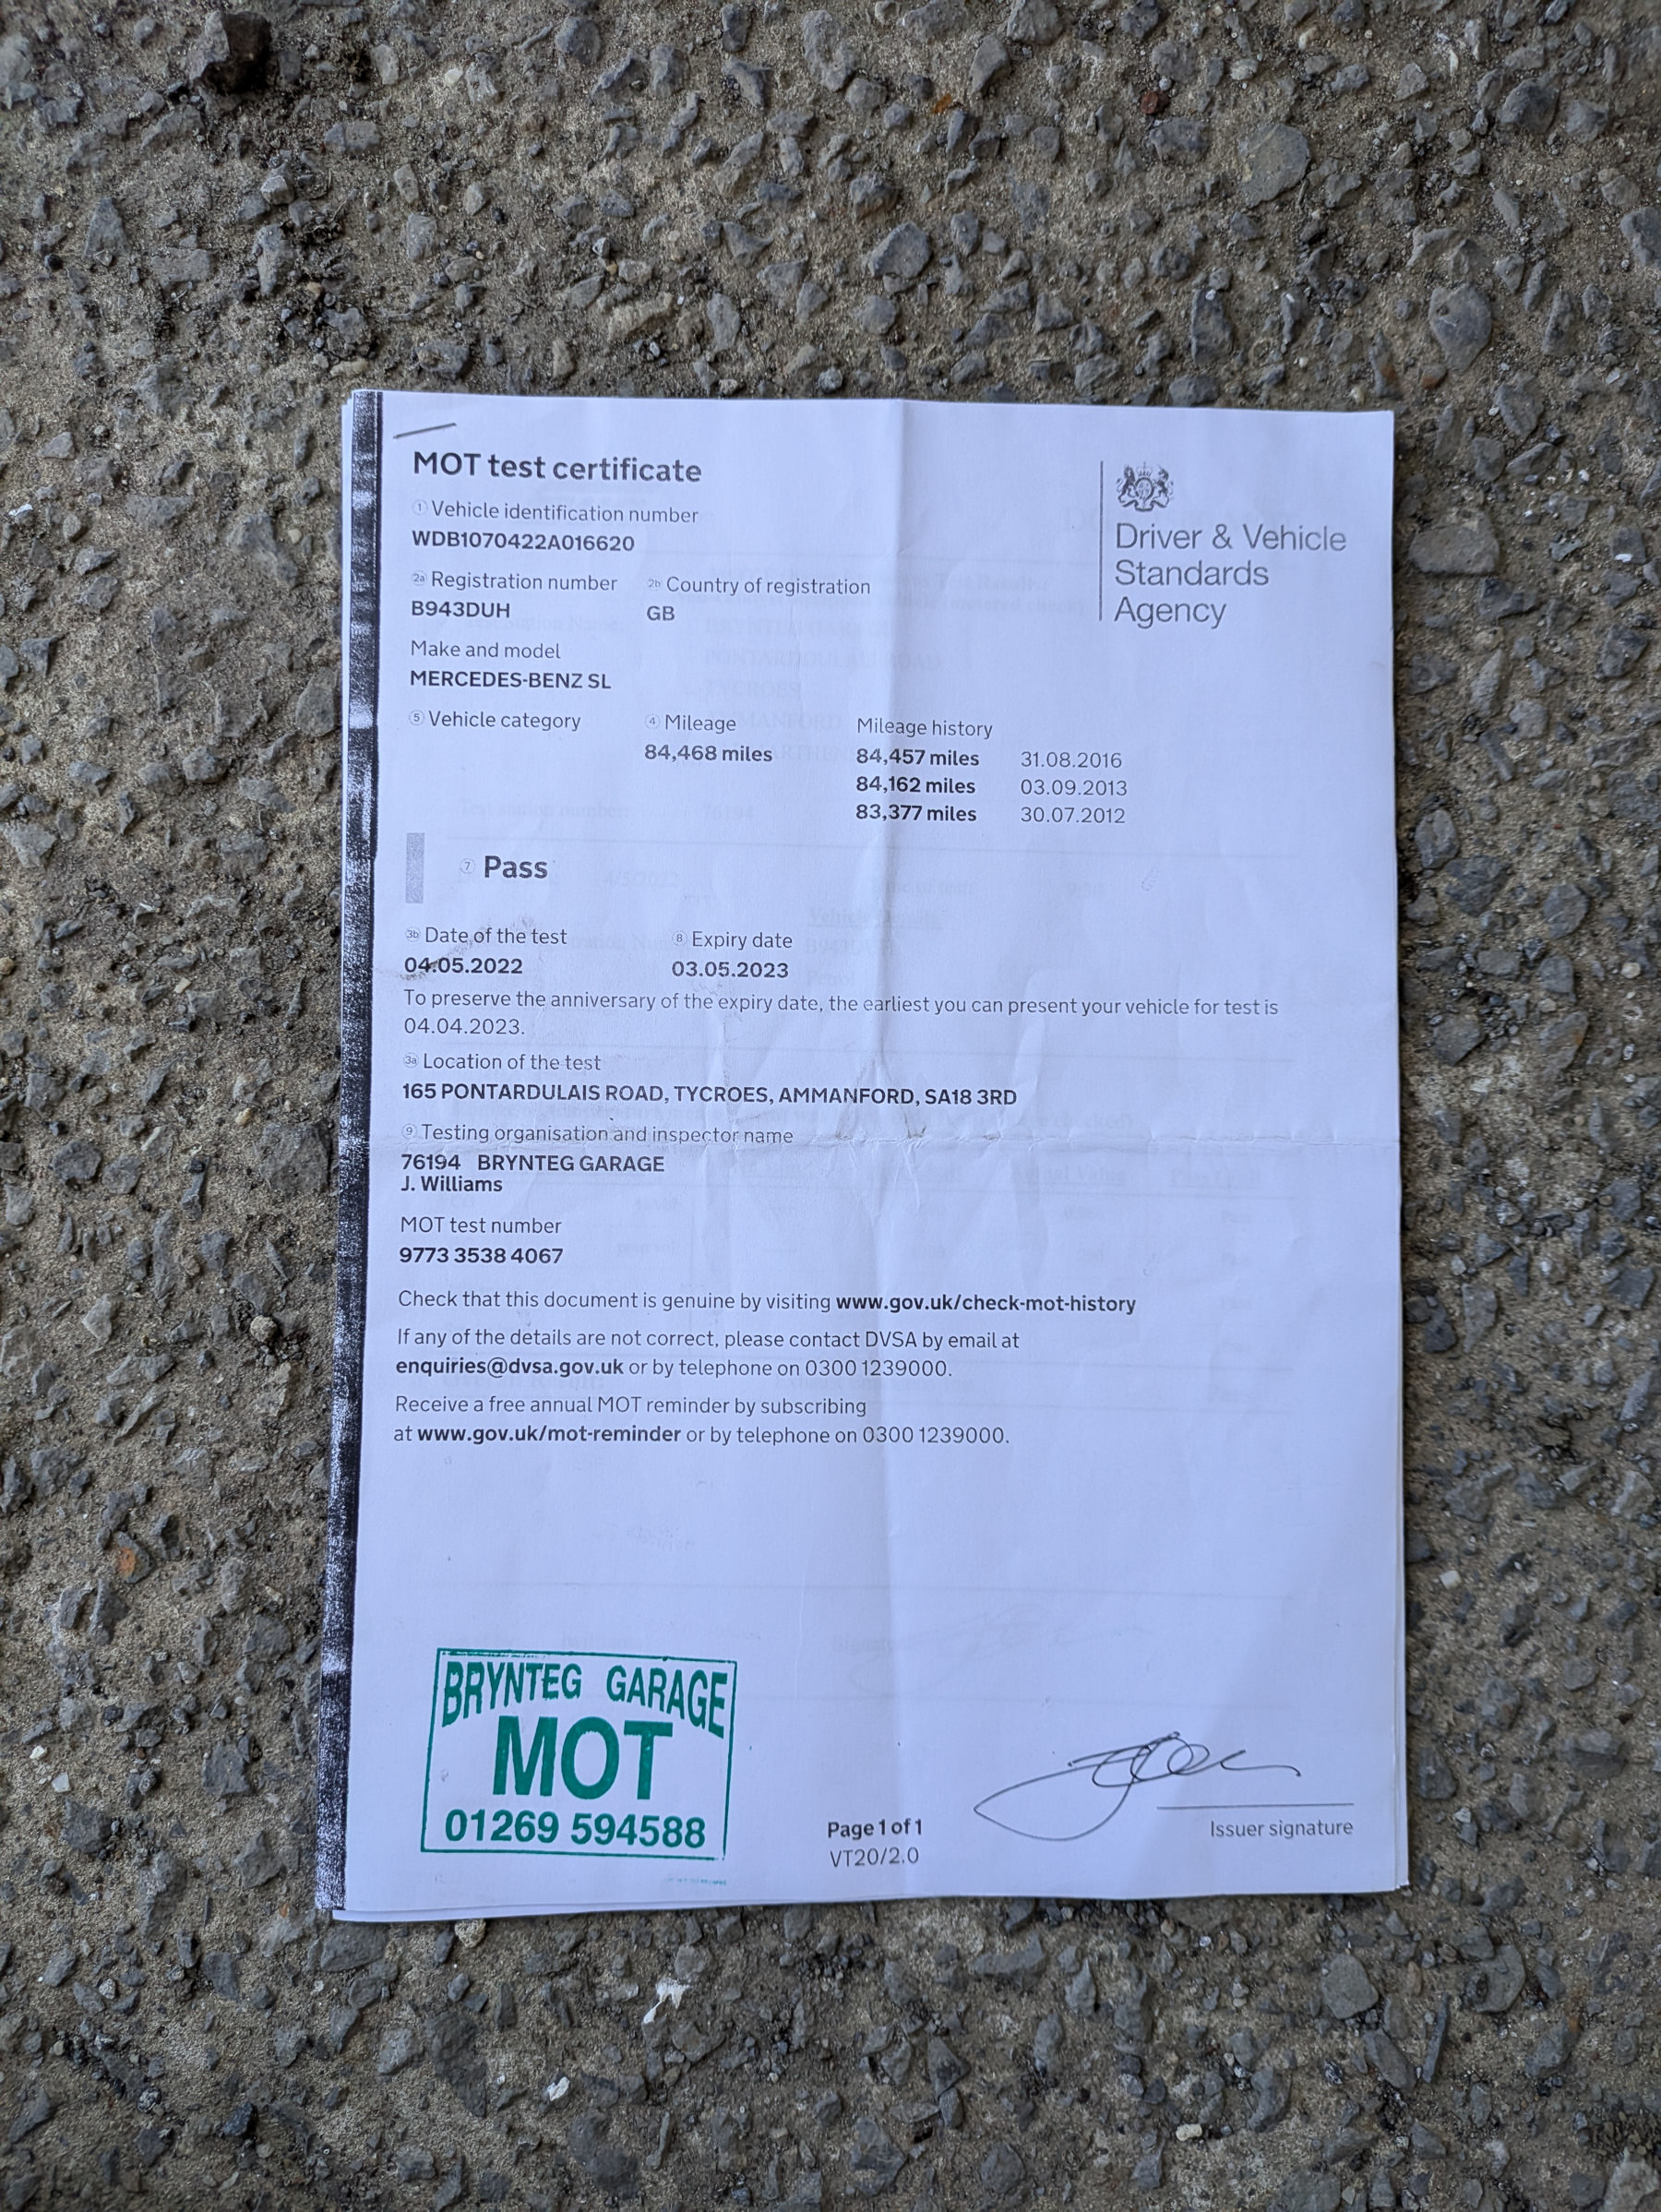 MOT test certificate
1 Vehicle identification number
WDB1070422A016620
2a Registration number 2b Country of registration
B943DUH GB
Make and model
MERCEDES-BENZ SL
5 Vehicle category 4 Mileage Mileage history
84,468 miles 84,457 miles 31.08.2016
84,162 miles 03.09.2013
83,377 miles 30.07.2012
7 Pass
3b Date of the test 8 Expiry date
04.05.2022 03.05.2023
To preserve the anniversary of the expiry date, the earliest you can present your vehicle for test is
04.04.2023.
3a Location of the test
165 PONTARDULAIS ROAD, TYCROES, AMMANFORD, SA18 3RD
9 Testing organisation and inspector name
76194 BRYNTEG GARAGE
J. Williams
MOT test number
9773 3538 4067
Check that this document is genuine by visiting www.gov.uk/check-mot-history
If any of the details are not correct, please contact DVSA by email at
enquiries@dvsa.gov.uk or by telephone on 0300 1239000.
Receive a free annual MOT reminder by subscribing
at www.gov.uk/mot-reminder or by telephone on 0300 1239000.
Driver & Vehicle
Standards
Agency
BRYNTEG GARAGE
MOT
01269 594588
Page 1 of 1
VT20/2.0
Issuer signature